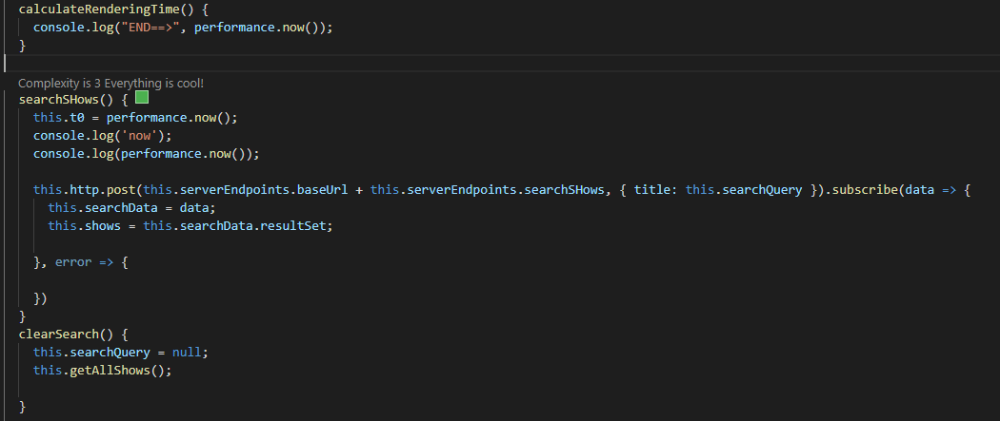 calculateRenderingTime() {
console.log("END==>", performance.now());
}
Complexity is 3 Everything is cool!
searchSHows() {
this.t0 = performance.now();
console.log('now');
console.log(performance.now());
this.http.post(this.serverEndpoints.baseUrl + this.serverEndpoints.searchSHows, { title: this.searchQuery }).subscribe(data => {
this.searchData = data;
this.shows = this.searchData.resultSet;
}, error => {
})
}
clearSearch() {
this.searchQuery = null;
this.getAllShows();
}